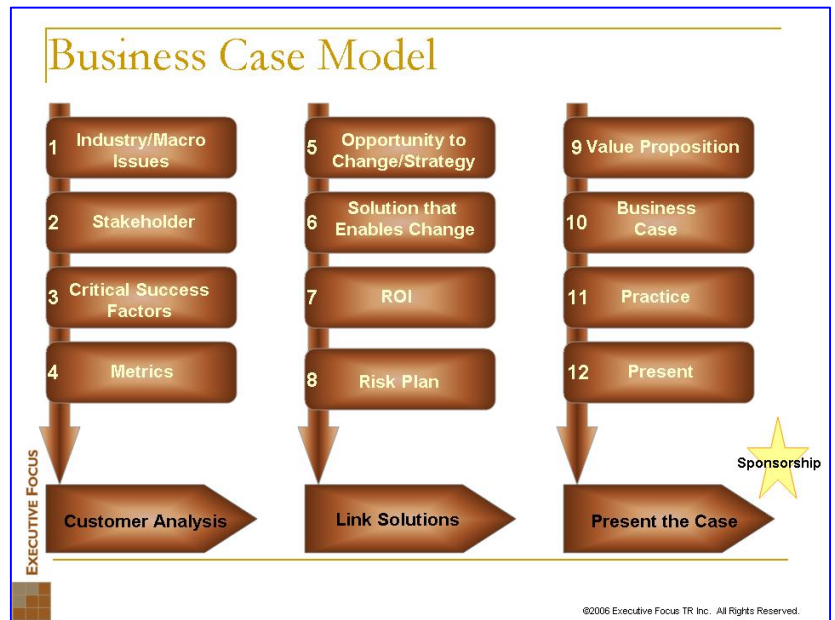 Business Case Model
1 Industry/Macro
Issues
2 Stakeholder
3 Critical Success
Factors
4 Metrics
Customer Analysis
5 Opportunity to
Change/Strategy
6 Solution that
Enables Change
7 ROI
8 Risk Plan
Link Solutions
9 Value Proposition
10 Business
Case
11 Practice
12 Present
Sponsorship
Present the Case
EXECUTIVE FOCUS
©2006 Executive Focus TR Inc. All Rights Reserved.